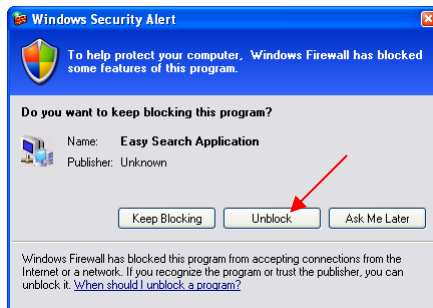 Windows Security Alert
To help protect your computer, Windows Firewall has blocked
some features of this program.
Do you want to keep blocking this program?
Name: Easy Search Application
Publisher: Unknown
Keep Blocking Unblock Ask Me Later
Windows Firewall has blocked this program from accepting connections from the
Internet or a network. If you recognize the program or trust the publisher, you can
unblock it. When should I unblock a program?